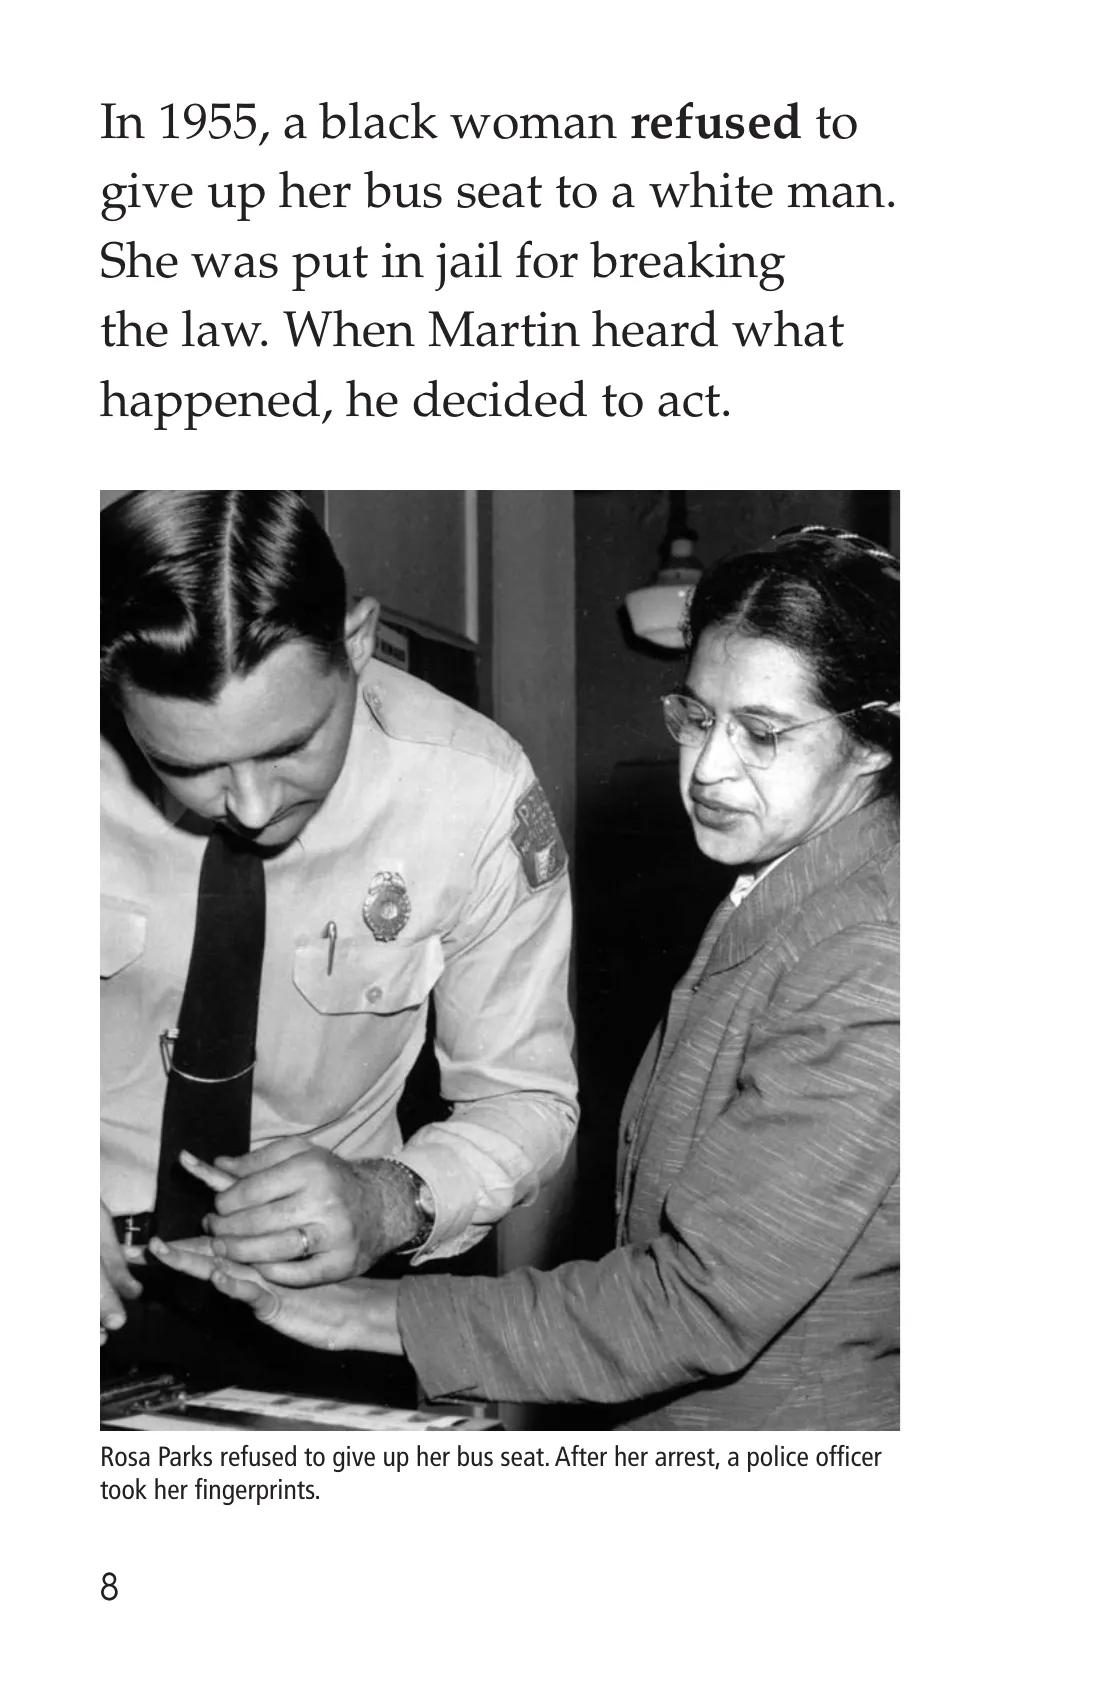 In 1955, a black woman refused to
give up her bus seat to a white man.
She was put in jail for breaking
the law. When Martin heard what
happened, he decided to act.
Rosa Parks refused to give up her bus seat. After her arrest, a police officer
took her fingerprints.
8